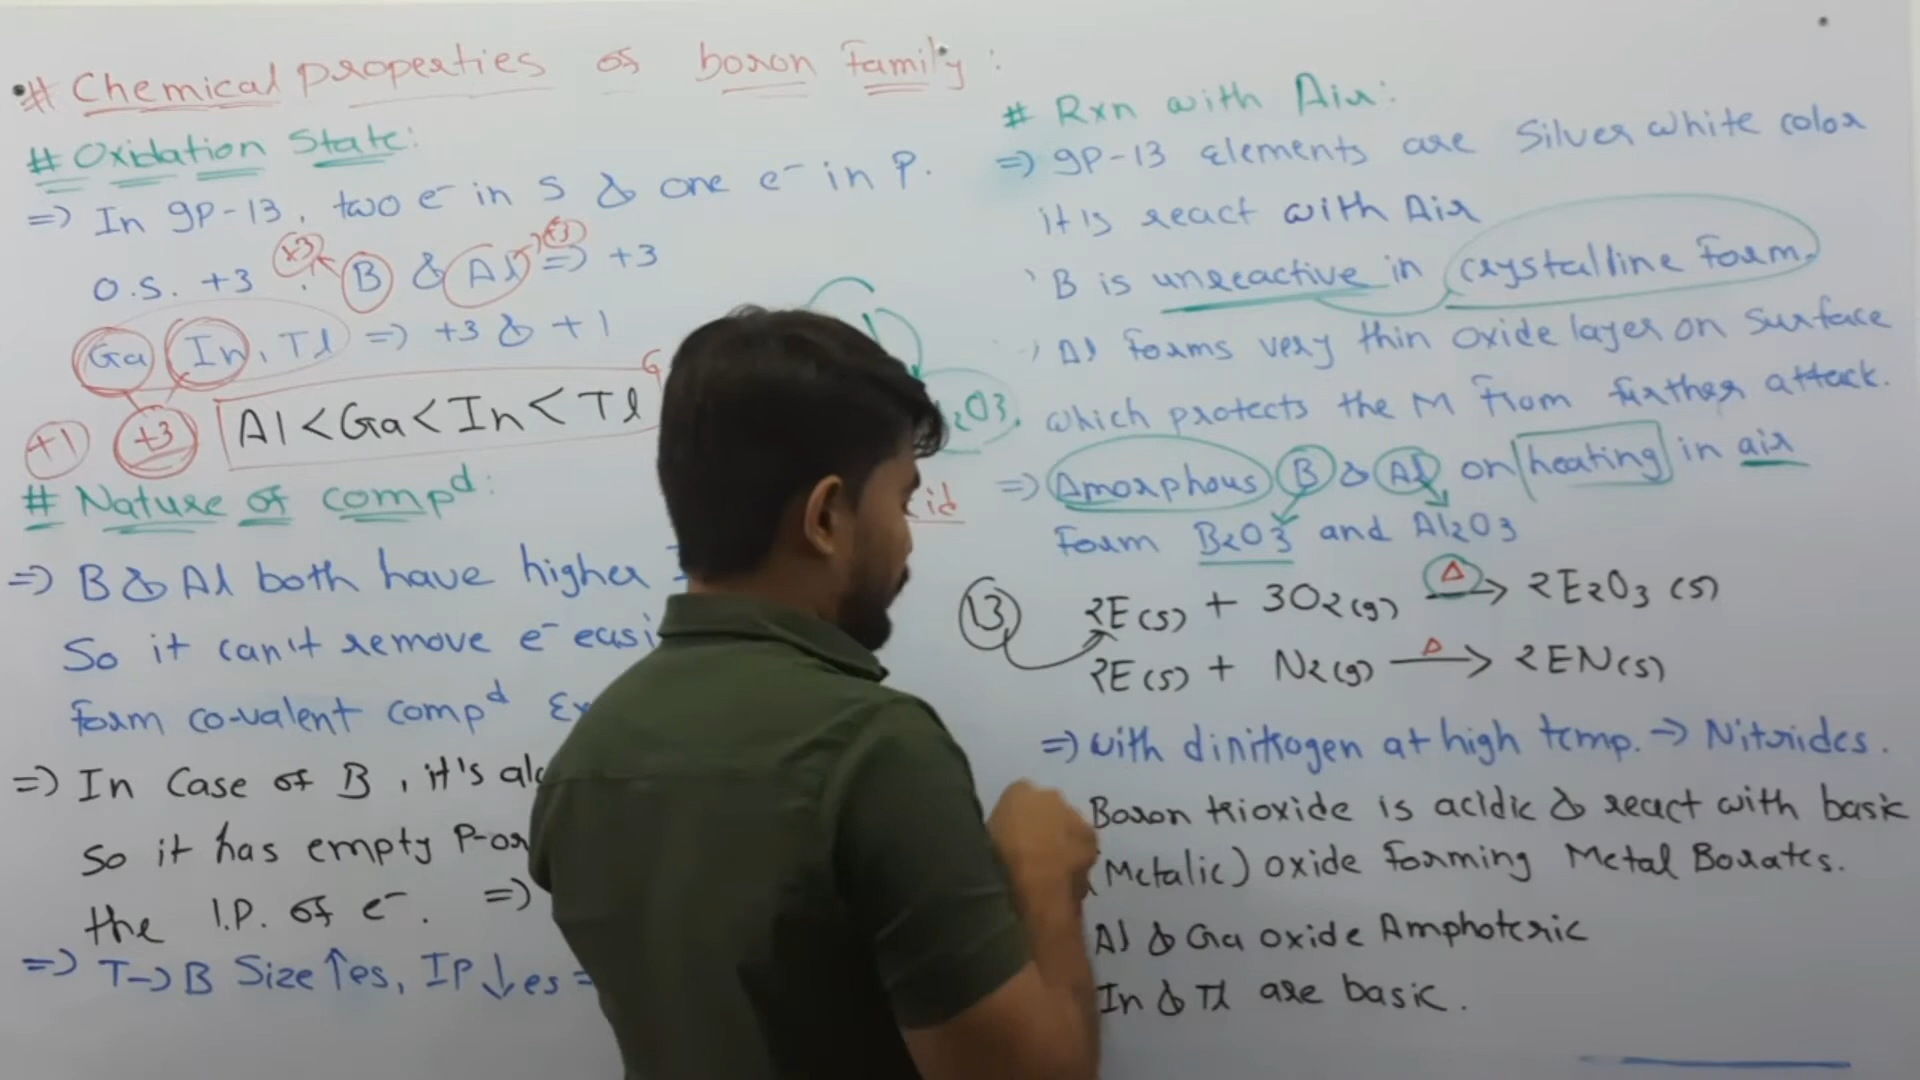 # Chemical properties of boron Family:
# Oxidation State:
=> In gp-13, two e- in S & one e- in P.
O.S. +3 +3 B & Al +3 => +3
Ga, In, Tl => +3 & +1
+1 +3 Al < Ga < In < Tl
# Nature of compd:
=> B & Al both have higher
So it can't remove e- easi
form co-valent compd Ex
=> In Case of B, it's al
So it has empty P-or
the I.P. of e-. =>
=> T->B Size ↑es, IP ↓es =
2O3.
id
# Rxn with Air:
=> gp-13 elements are Silver white color
it is react with Air
B is unreactive in crystalline form.
Al forms very thin oxide layer on surface
which protects the M from further attack.
=> Amorphous B & Al on heating in air
form B2O3 and Al2O3
13 2E(s) + 3O2(g) Δ-> 2E2O3(s)
2E(s) + N2(g) Δ-> 2EN(s)
=> with dinitrogen at high temp. -> Nitrides.
Boron trioxide is acidic & react with basic
(Metalic) oxide forming Metal Borates.
Al & Ga oxide Amphoteric
In & Tl are basic.